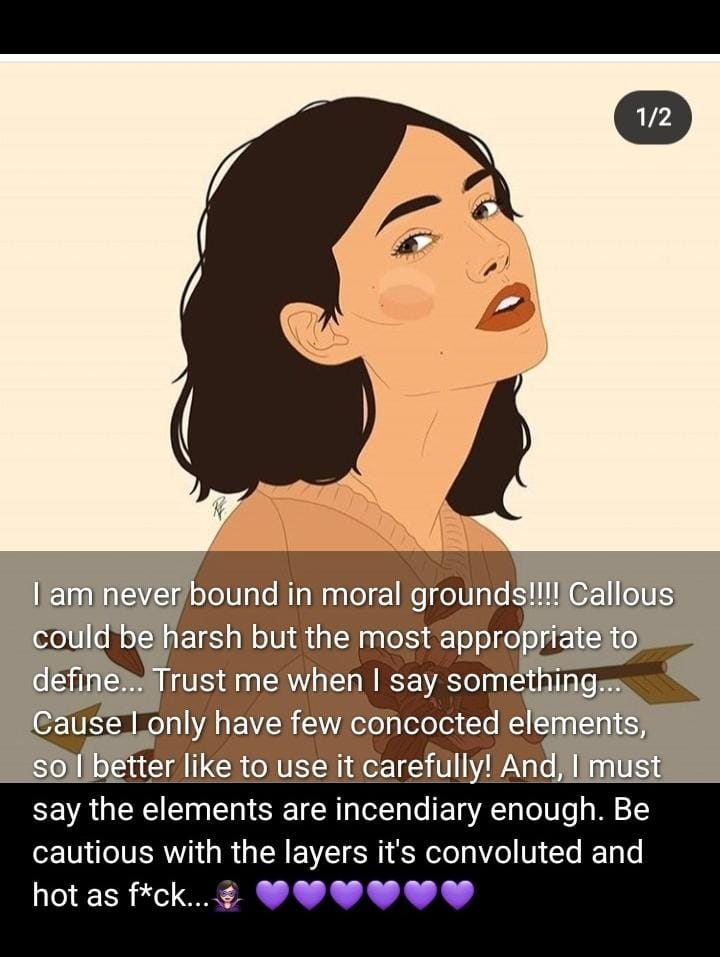 1/2
I am never bound in moral grounds!!!! Callous
could be harsh but the most appropriate to
define... Trust me when I say something...
Cause I only have few concocted elements,
so I better like to use it carefully! And, I must
say the elements are incendiary enough. Be
cautious with the layers it's convoluted and
hot as f*ck...🦹🏻‍♀️ 💜💜💜💜💜💜